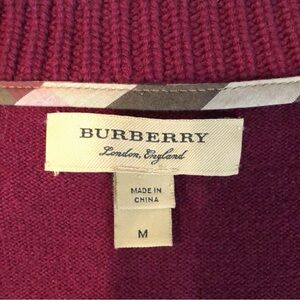 BURBERRY
London, England
MADE IN
CHINA
M